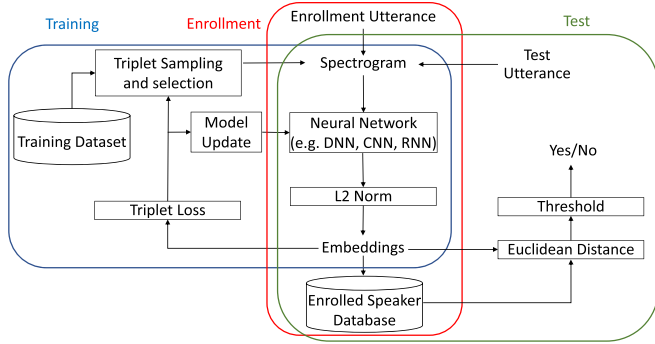 Training
Enrollment
Enrollment Utterance
Test
Triplet Sampling
and selection
Spectrogram
Test
Utterance
Training Dataset
Model
Update
Neural Network
(e.g. DNN, CNN, RNN)
Yes/No
L2 Norm
Triplet Loss
Threshold
Embeddings
Euclidean Distance
Enrolled Speaker
Database